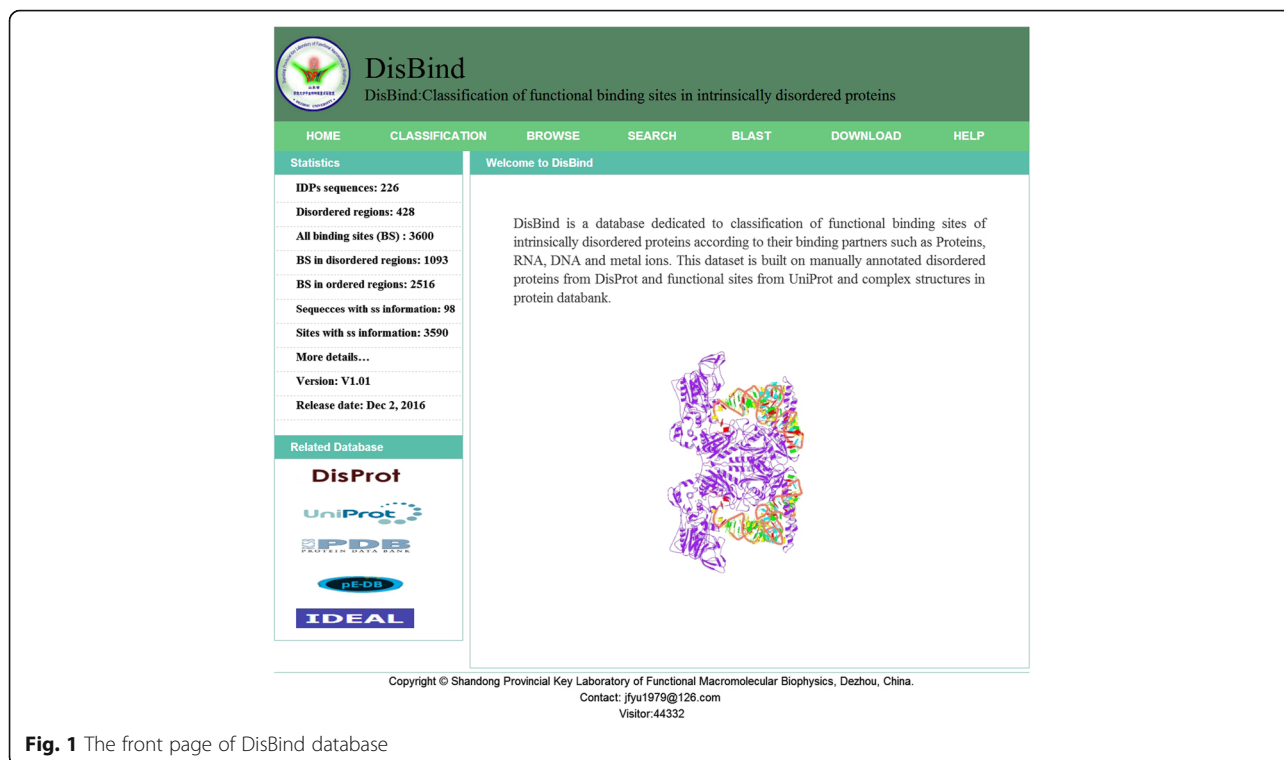 DisBind
DisBind:Classification of functional binding sites in intrinsically disordered proteins
HOME CLASSIFICATION BROWSE SEARCH BLAST DOWNLOAD HELP
Statistics
IDPs sequences: 226
Disordered regions: 428
All binding sites (BS) : 3600
BS in disordered regions: 1093
BS in ordered regions: 2516
Sequecces with ss information: 98
Sites with ss information: 3590
More details…
Version: V1.01
Release date: Dec 2, 2016
Related Database
DisProt
UniProt
PDB
PROTEIN DATA BANK
pE-DB
IDEAL
Welcome to DisBind
DisBind is a database dedicated to classification of functional binding sites of
intrinsically disordered proteins according to their binding partners such as Proteins,
RNA, DNA and metal ions. This dataset is built on manually annotated disordered
proteins from DisProt and functional sites from UniProt and complex structures in
protein databank.
Copyright © Shandong Provincial Key Laboratory of Functional Macromolecular Biophysics, Dezhou, China.
Contact: jfyu1979@126.com
Visitor:44332
Fig. 1 The front page of DisBind database